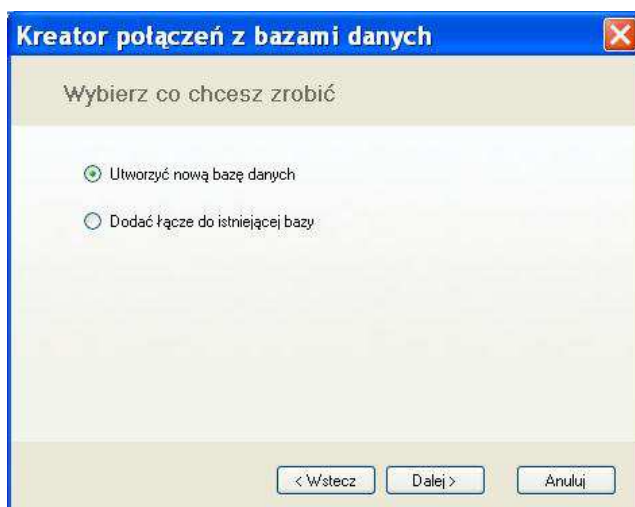 Kreator połączeń z bazami danych
Wybierz co chcesz zrobić
Utworzyć nową bazę danych
Dodać łącze do istniejącej bazy
< Wstecz Dalej > Anuluj